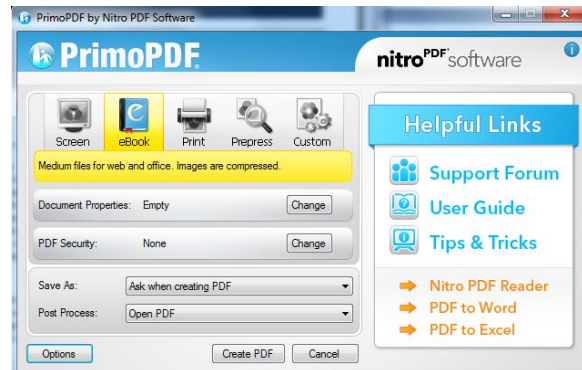 PrimoPDF by Nitro PDF Software
PrimoPDF
nitro PDF software
Screen eBook Print Prepress Custom
Medium files for web and office. Images are compressed.
Document Properties: Empty Change
PDF Security: None Change
Save As: Ask when creating PDF
Post Process: Open PDF
Options Create PDF Cancel
Helpful Links
Support Forum
User Guide
Tips & Tricks
Nitro PDF Reader
PDF to Word
PDF to Excel